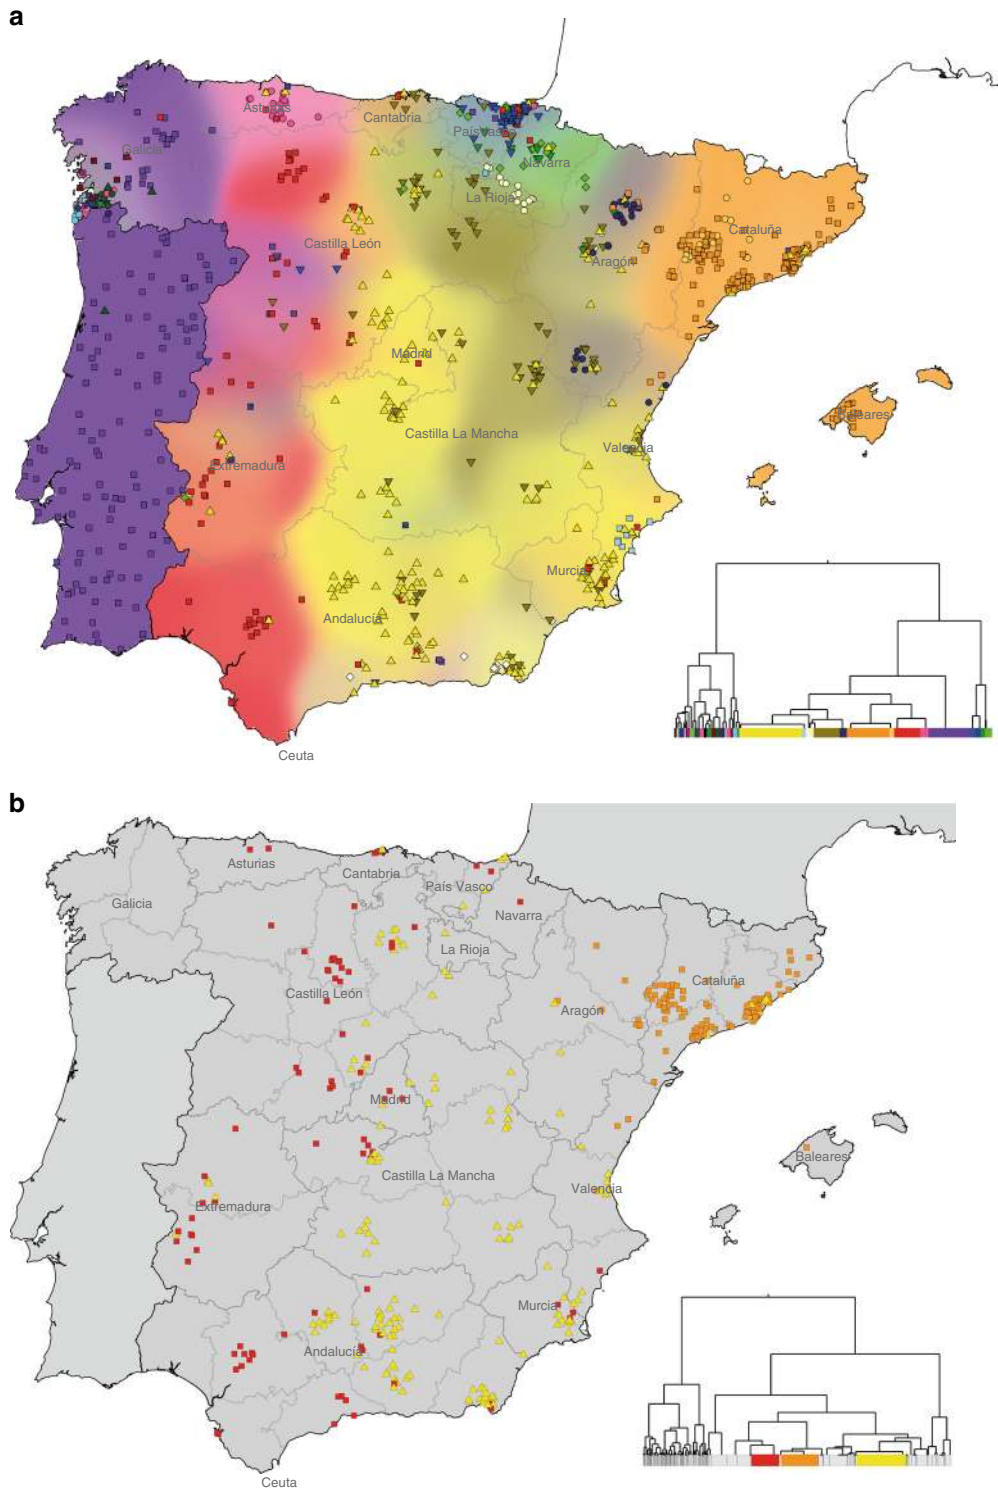 a
Asturias
Cantabria
País Vasco
Galicia
Navarra
La Rioja
Cataluña
Castilla León
Aragón
Madrid
Baleares
Castilla La Mancha
Valencia
Extremadura
Murcia
Andalucía
Ceuta
b
Asturias
Cantabria
País Vasco
Galicia
Navarra
La Rioja
Cataluña
Castilla León
Aragón
Madrid
Baleares
Castilla La Mancha
Valencia
Extremadura
Murcia
Andalucía
Ceuta